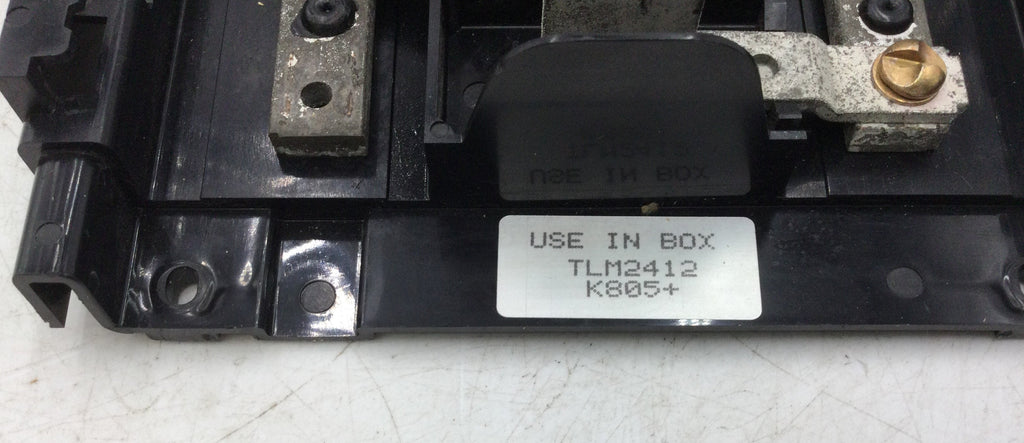 USE IN BOX
TLM2412
K805+